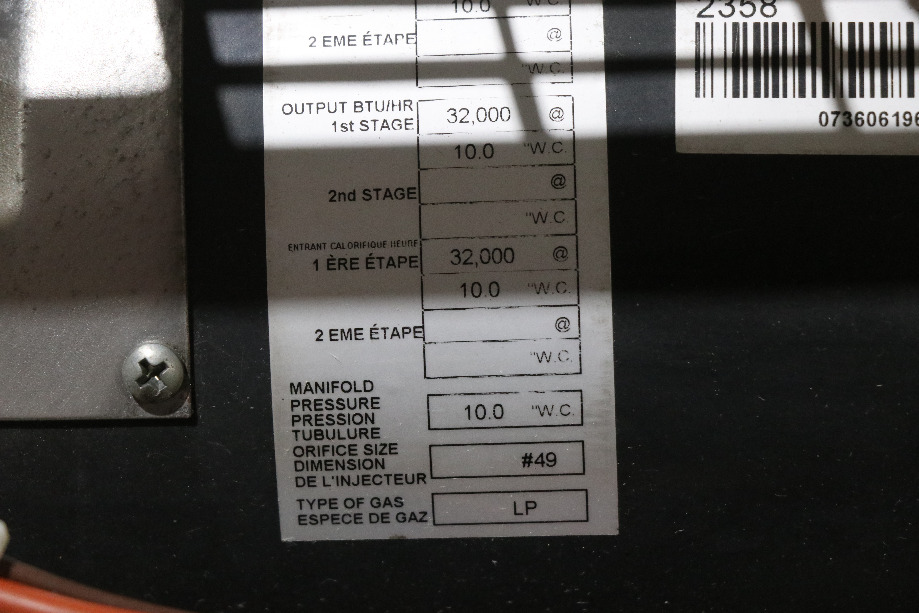 10.0 "W.C.
2 EME ÉTAPE @
"W.C.
OUTPUT BTU/HR
1st STAGE 32,000 @
10.0 "W.C.
2nd STAGE @
"W.C.
ENTRANT CALORIFIQUE HEURE
1 ÈRE ÉTAPE 32,000 @
10.0 "W.C.
2 EME ÉTAPE @
"W.C.
MANIFOLD
PRESSURE
PRESSION
TUBULURE
10.0 "W.C.
ORIFICE SIZE
DIMENSION
DE L'INJECTEUR
#49
TYPE OF GAS
ESPECE DE GAZ
LP
2358
073606196